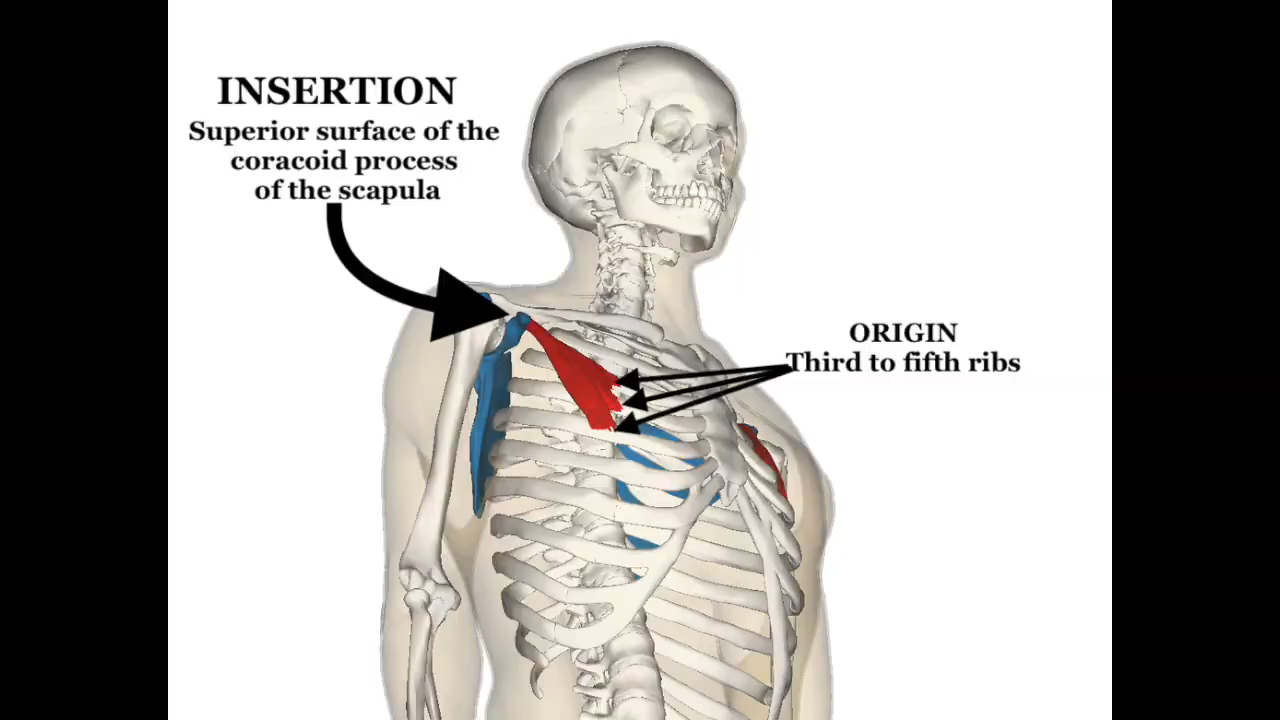 INSERTION
Superior surface of the
coracoid process
of the scapula
ORIGIN
Third to fifth ribs